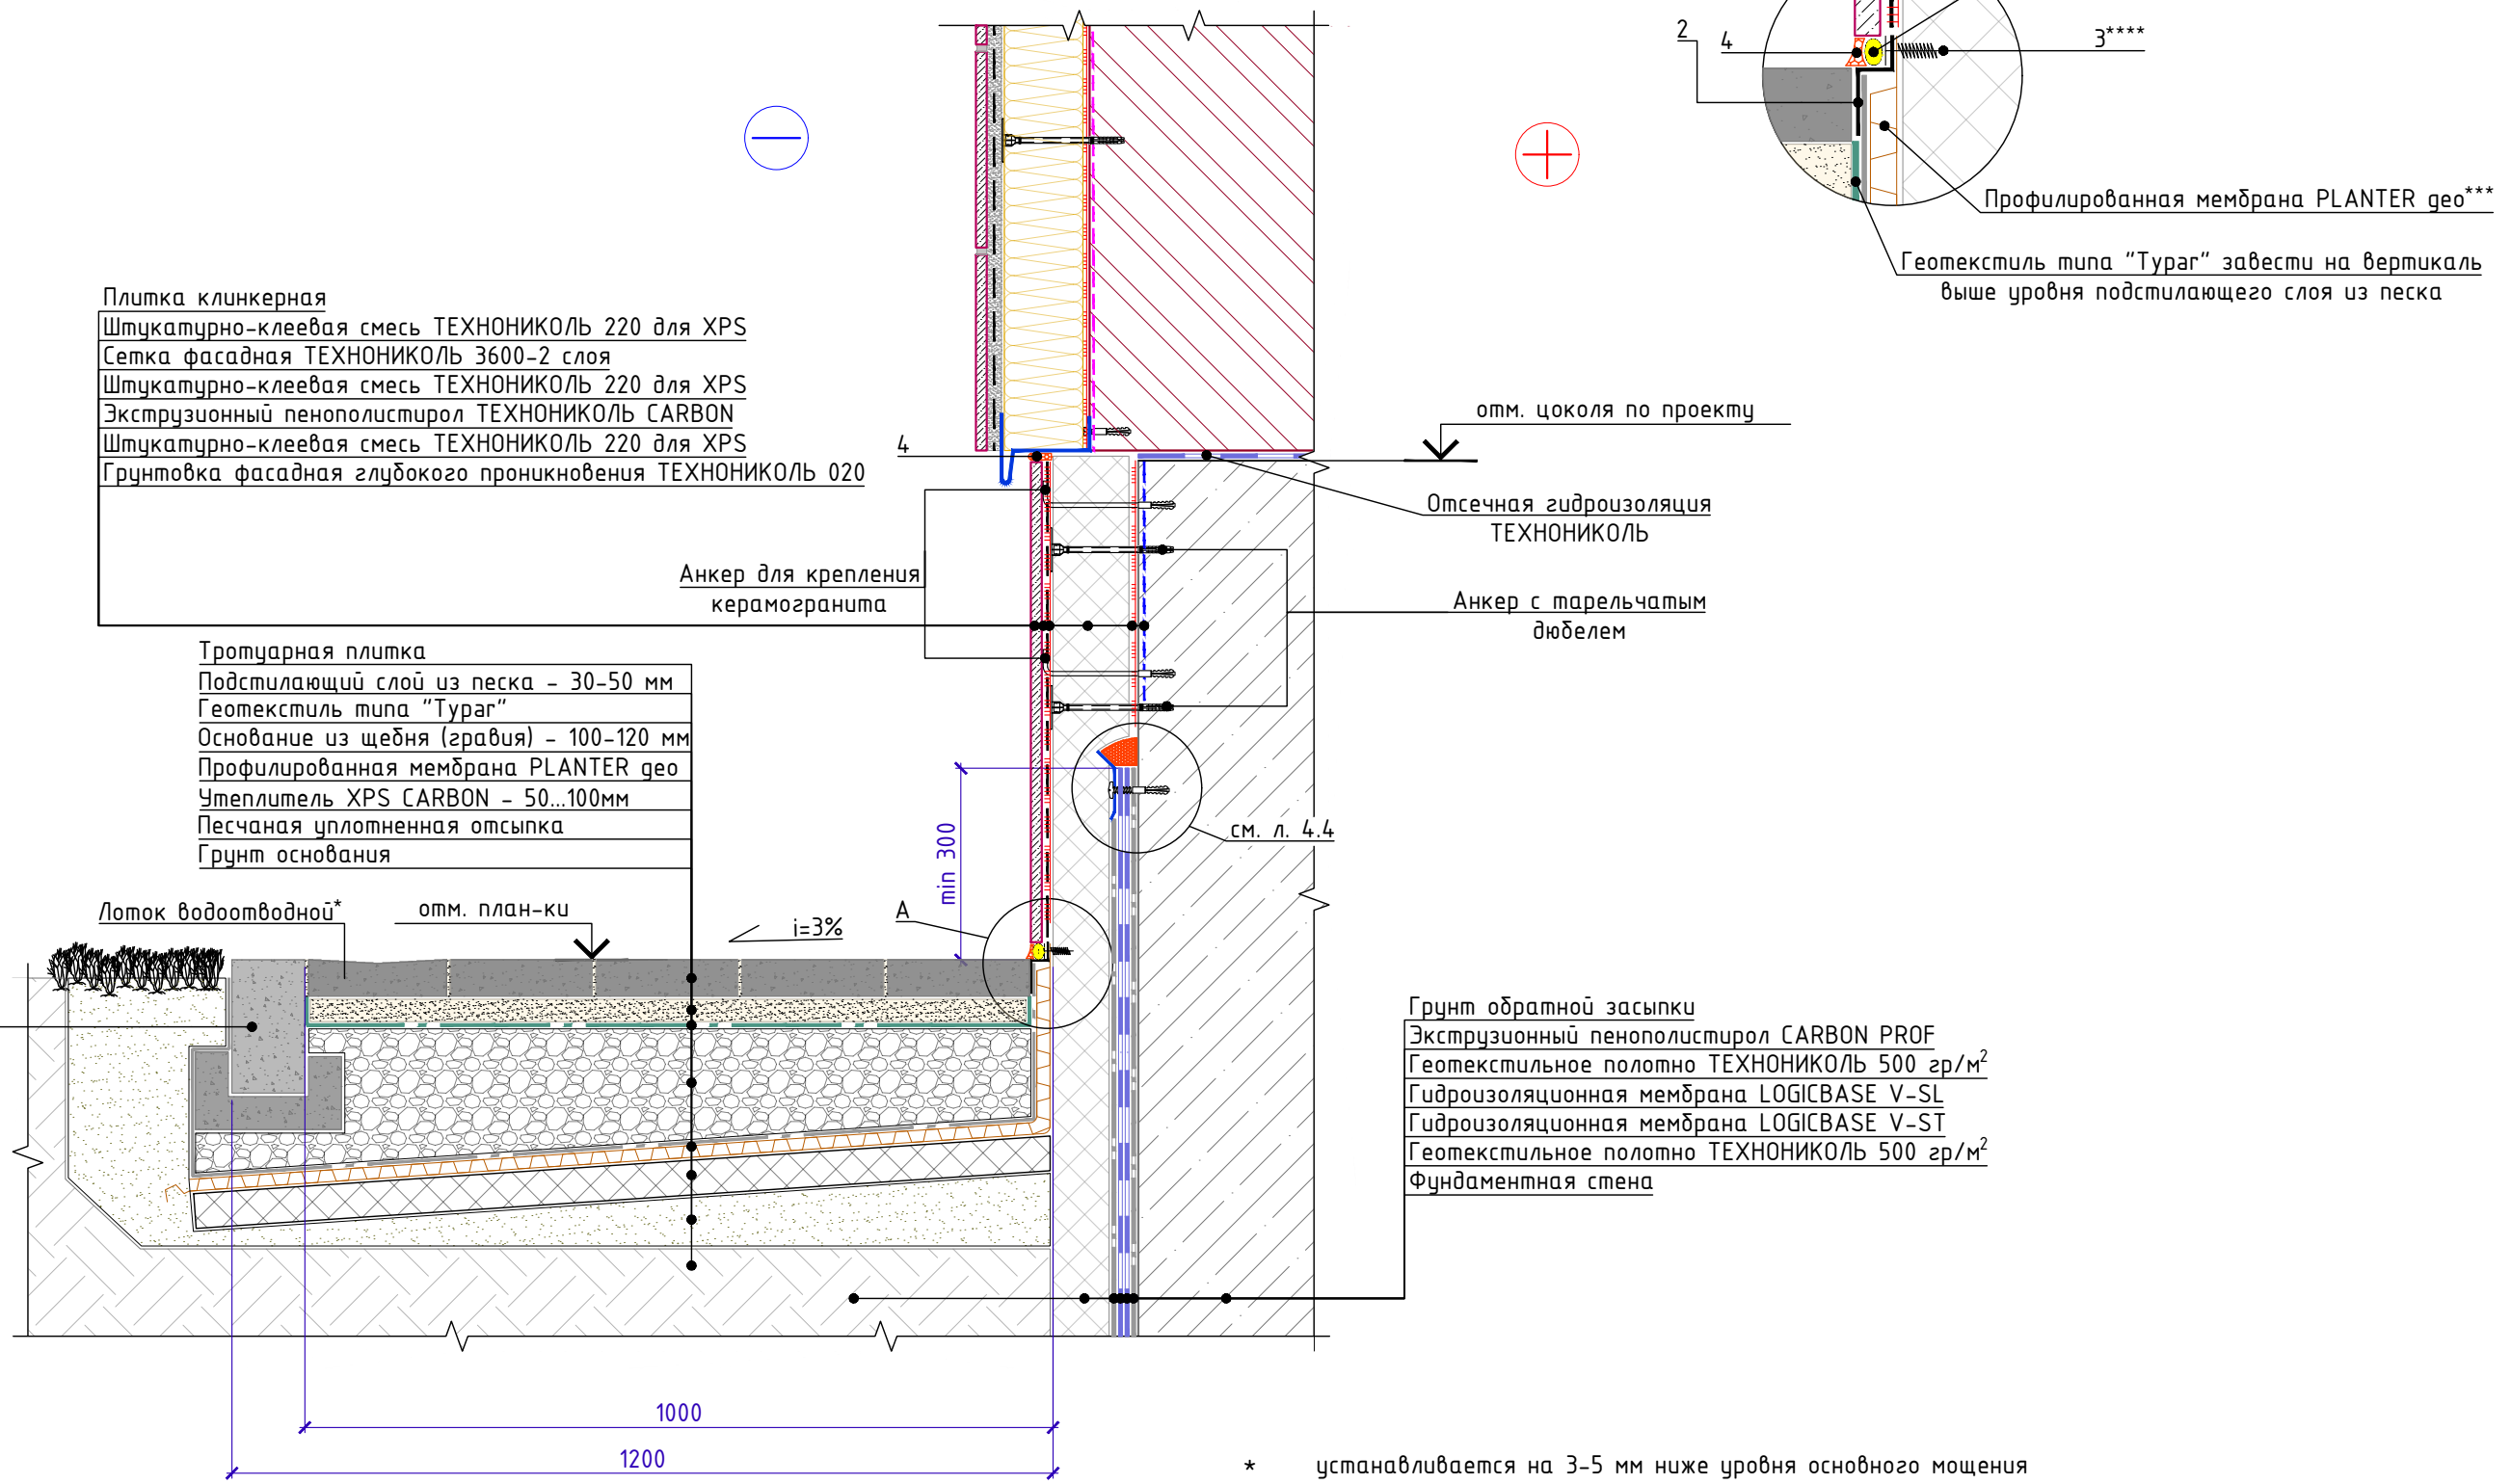 2
4
3****
Профилированная мембрана PLANTER geo***
Геотекстиль типа "Typar" завести на вертикаль
выше уровня подстилающего слоя из песка
Плитка клинкерная
Штукатурно-клеевая смесь ТЕХНОНИКОЛЬ 220 для XPS
Сетка фасадная ТЕХНОНИКОЛЬ 3600-2 слоя
Штукатурно-клеевая смесь ТЕХНОНИКОЛЬ 220 для XPS
Экструзионный пенополистирол ТЕХНОНИКОЛЬ CARBON
Штукатурно-клеевая смесь ТЕХНОНИКОЛЬ 220 для XPS
Грунтовка фасадная глубокого проникновения ТЕХНОНИКОЛЬ 020
4
отм. цоколя по проекту
Отсечная гидроизоляция
ТЕХНОНИКОЛЬ
Анкер для крепления
керамогранита
Анкер с тарельчатым
дюбелем
Тротуарная плитка
Подстилающий слой из песка - 30-50 мм
Геотекстиль типа "Typar"
Основание из щебня (гравия) - 100-120 мм
Профилированная мембрана PLANTER geo
Утеплитель XPS CARBON - 50...100мм
Песчаная уплотненная отсыпка
Грунт основания
min 300
см. л. 4.4
Лоток водоотводной*
отм. план-ки
i=3%
А
Грунт обратной засыпки
Экструзионный пенополистирол CARBON PROF
Геотекстильное полотно ТЕХНОНИКОЛЬ 500 гр/м²
Гидроизоляционная мембрана LOGICBASE V-SL
Гидроизоляционная мембрана LOGICBASE V-ST
Геотекстильное полотно ТЕХНОНИКОЛЬ 500 гр/м²
Фундаментная стена
1000
1200
* устанавливается на 3-5 мм ниже уровня основного мощения